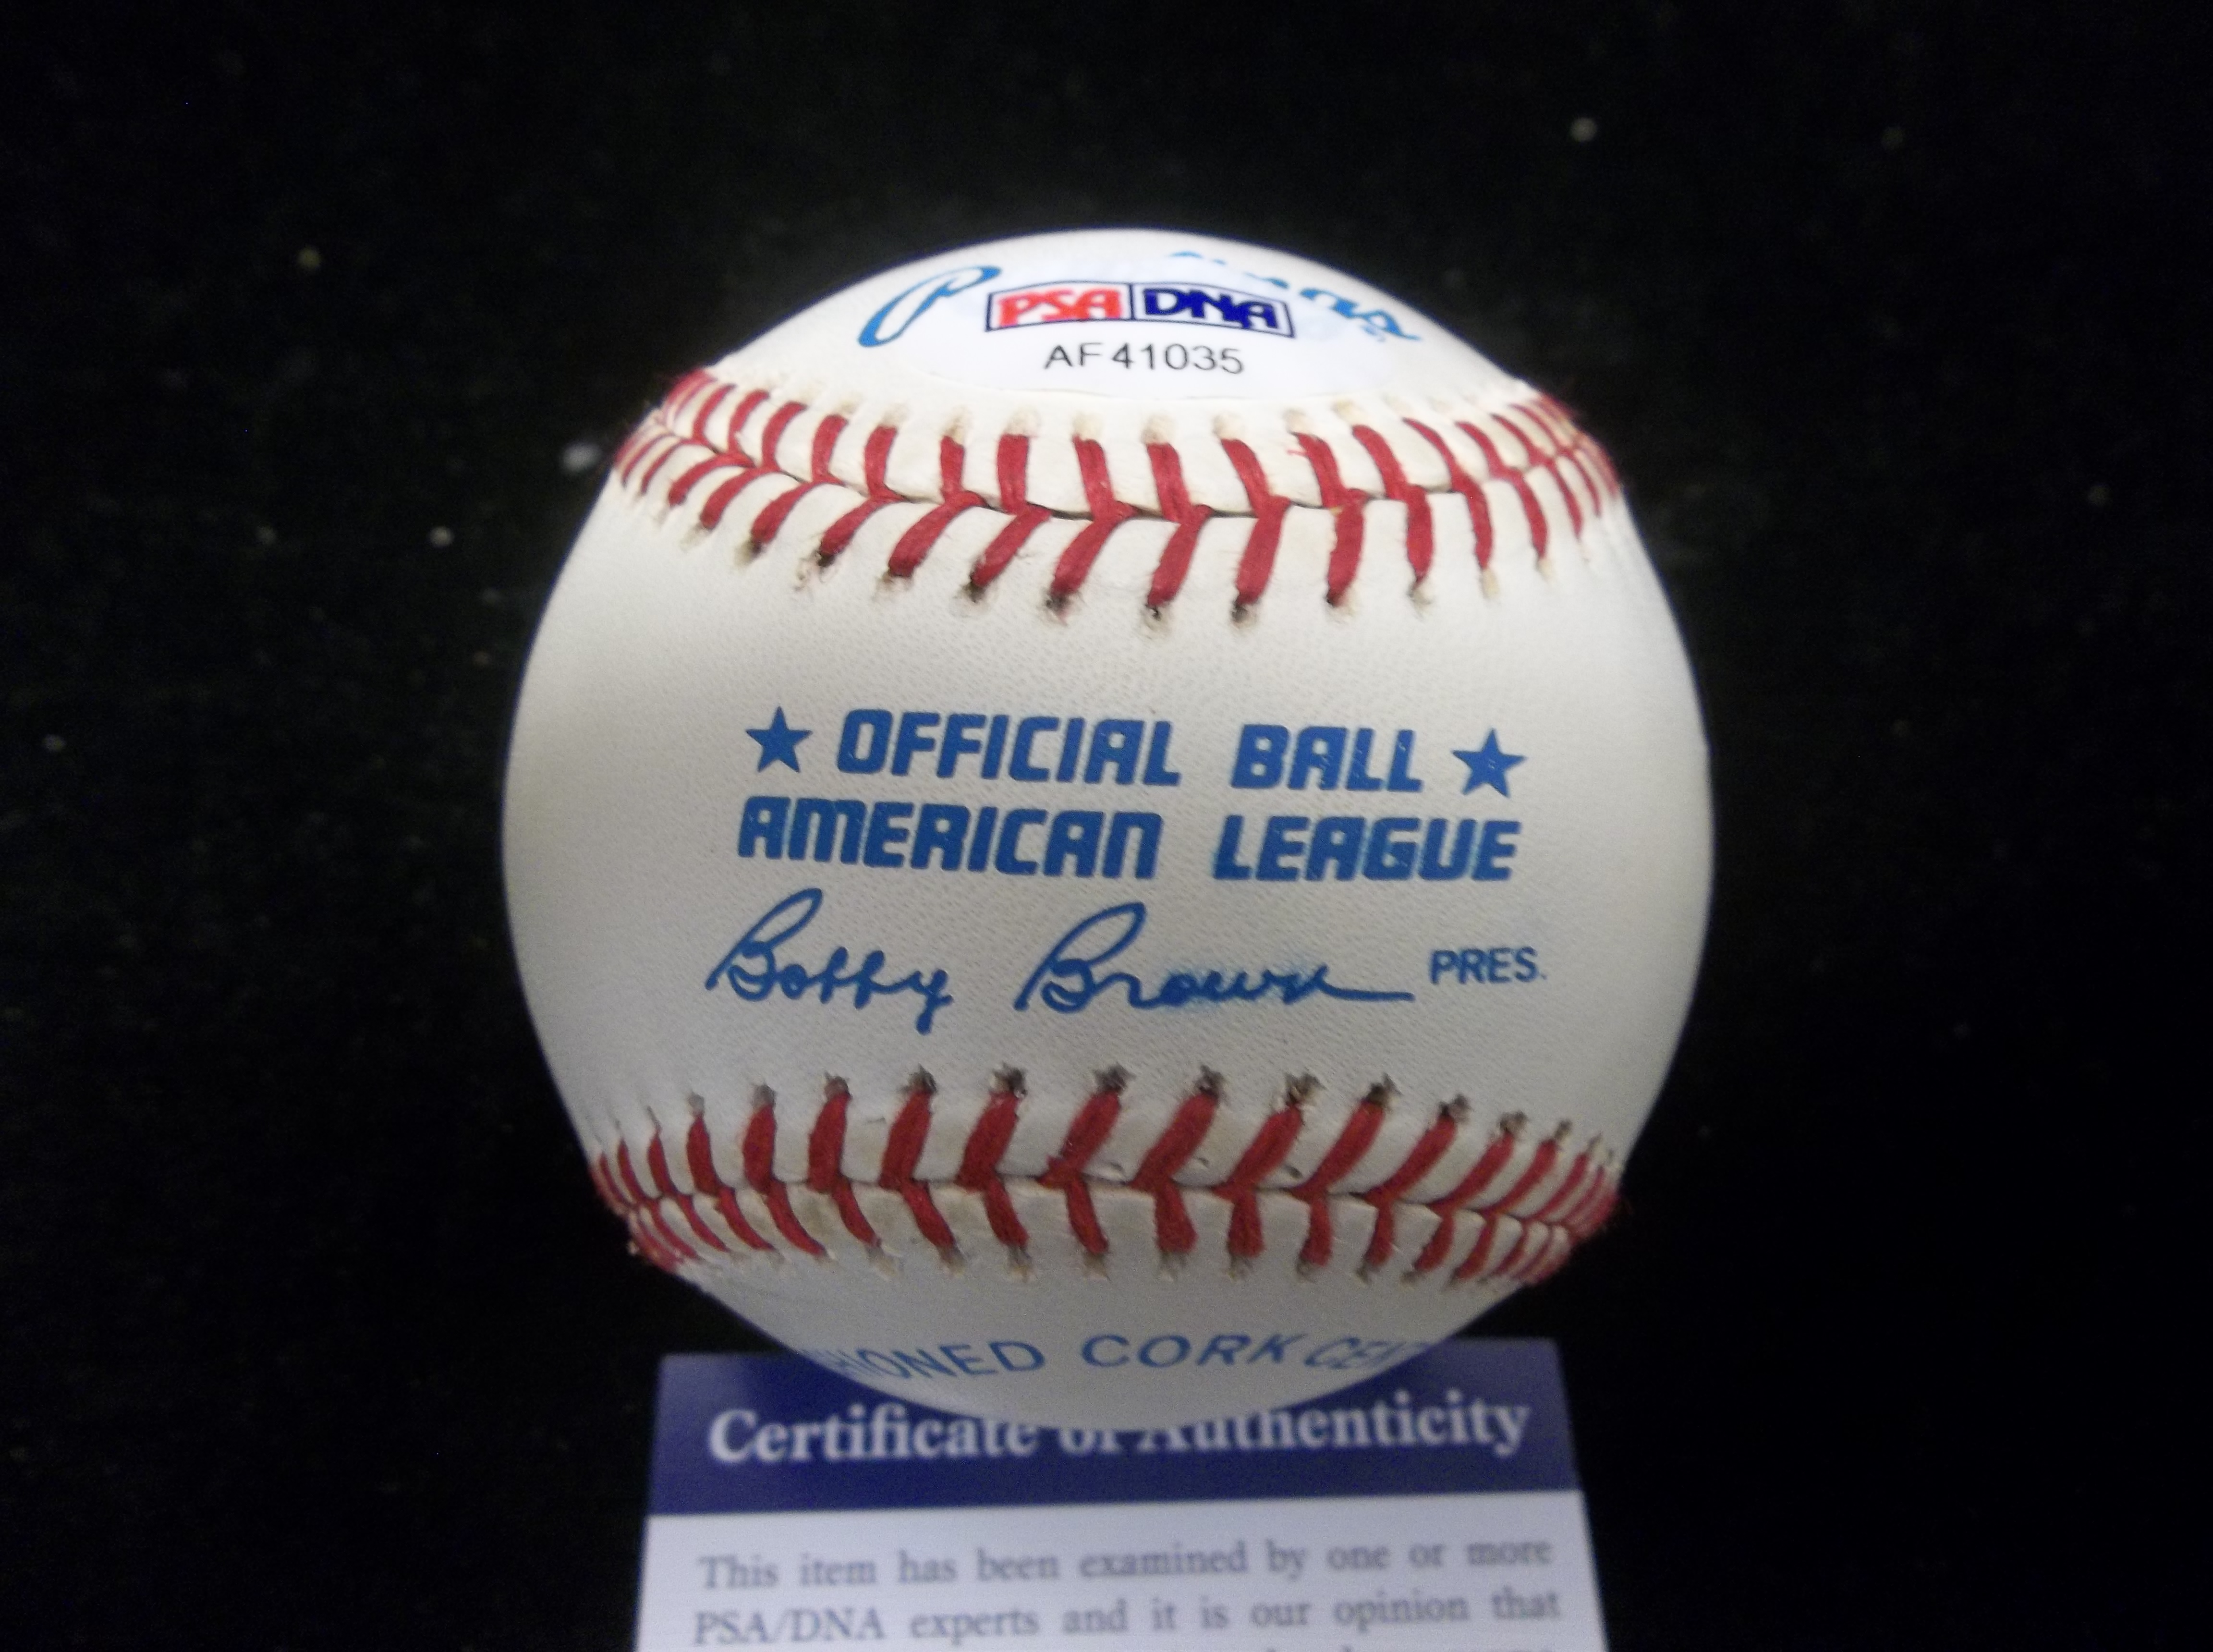 PSA DNA
AF41035
★ OFFICIAL BALL ★
AMERICAN LEAGUE
Bobby Brown PRES.
CORK
Certificate of Authenticity
This item has been examined by one or more
PSA/DNA experts and it is our opinion that